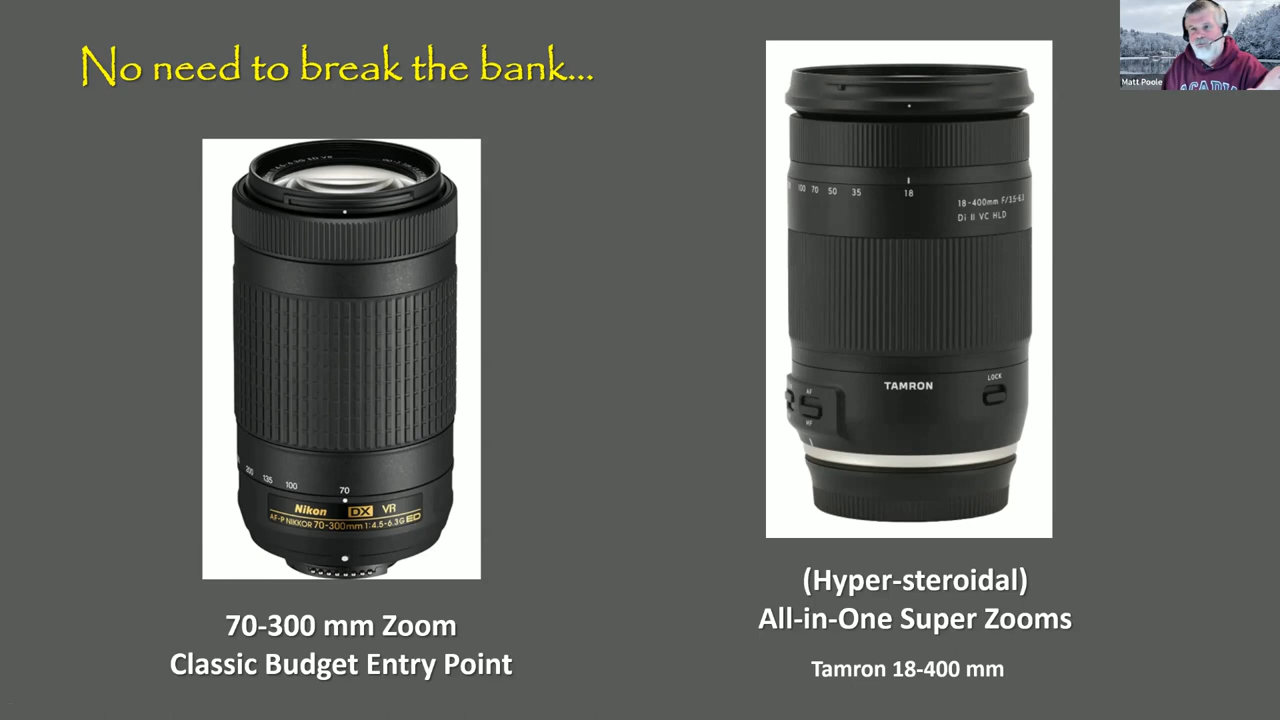 No need to break the bank...
Matt Poole
ACADIA
200 135 100 70
Nikon DX VR
AF-P NIKKOR 70-300mm 1:4.5-6.3G ED
70-300 mm Zoom
Classic Budget Entry Point
100 70 50 35 18
18-400mm F/3.5-6.3
Di II VC HLD
TAMRON
LOCK
AF
MF
(Hyper-steroidal)
All-in-One Super Zooms
Tamron 18-400 mm